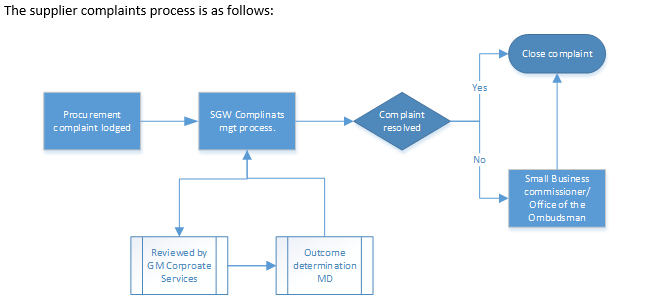 The supplier complaints process is as follows:
Close complaint
Yes
Procurement
complaint lodged
SGW Complinats
mgt process.
Complaint
resolved
No
Small Business
commissioner/
Office of the
Ombudsman
Reviewed by
GM Corproate
Services
Outcome
determination
MD